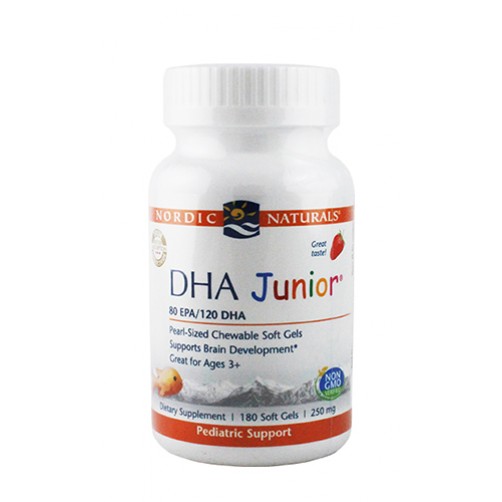 NORDIC NATURALS®
Great
taste!
DHA Junior®
80 EPA/120 DHA
Pearl-Sized Chewable Soft Gels
Supports Brain Development*
Great for Ages 3+
NON
GMO
Dietary Supplement | 180 Soft Gels | 250 mg
Pediatric Support